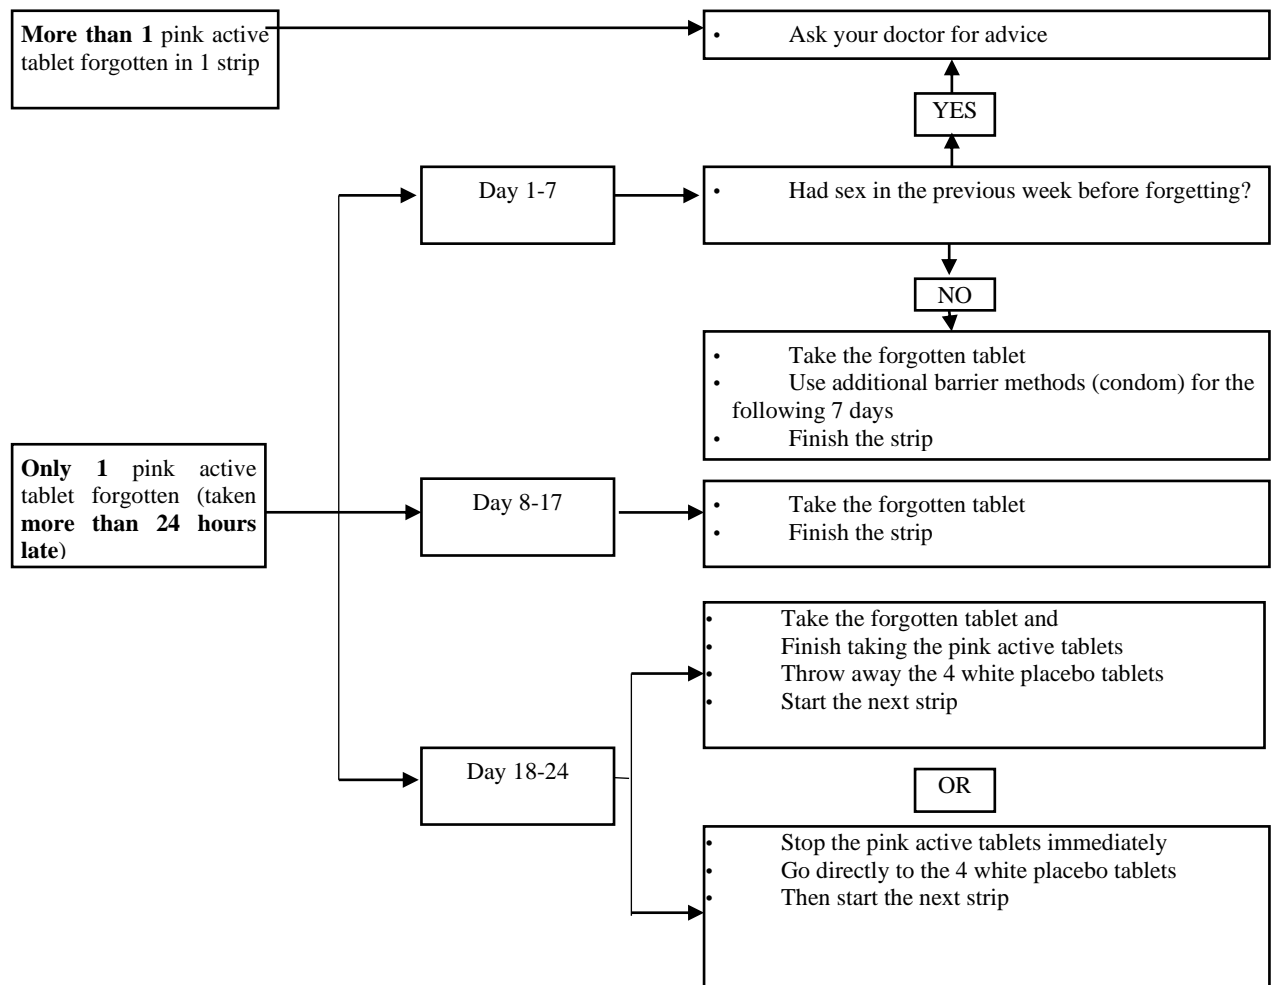 More than 1 pink active
tablet forgotten in 1 strip
• Ask your doctor for advice
YES
Day 1-7
• Had sex in the previous week before forgetting?
NO
• Take the forgotten tablet
• Use additional barrier methods (condom) for the
following 7 days
• Finish the strip
Only 1 pink active
tablet forgotten (taken
more than 24 hours
late)
Day 8-17
• Take the forgotten tablet
• Finish the strip
Day 18-24
• Take the forgotten tablet and
• Finish taking the pink active tablets
• Throw away the 4 white placebo tablets
• Start the next strip
OR
• Stop the pink active tablets immediately
• Go directly to the 4 white placebo tablets
• Then start the next strip